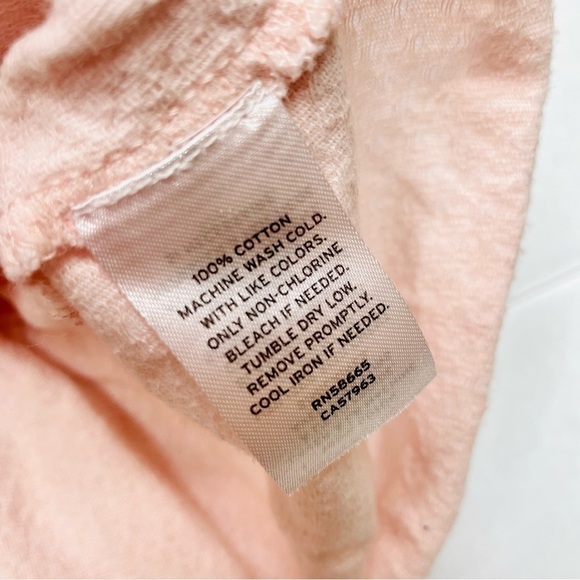 100% COTTON
MACHINE WASH COLD.
WITH LIKE COLORS.
ONLY NON-CHLORINE
BLEACH IF NEEDED.
TUMBLE DRY LOW.
REMOVE PROMPTLY.
COOL IRON IF NEEDED.
RN58665
CA57963